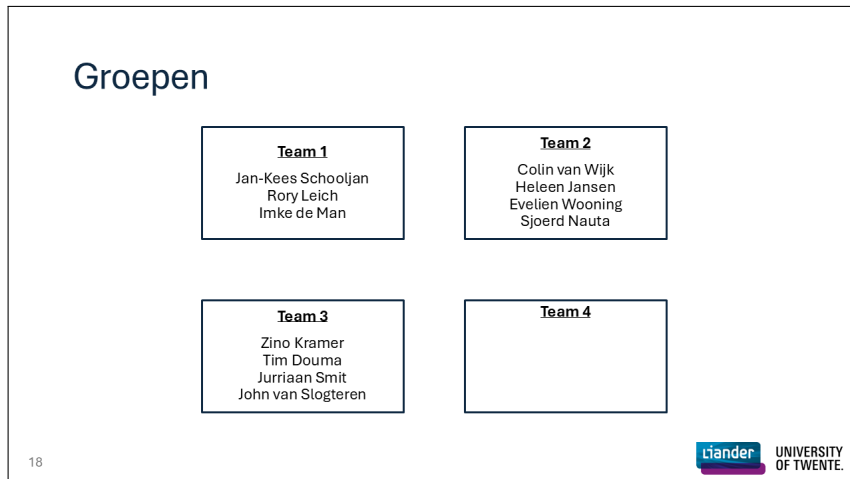 Groepen
Team 1
Jan-Kees Schooljan
Rory Leich
Imke de Man
Team 2
Colin van Wijk
Heleen Jansen
Evelien Wooning
Sjoerd Nauta
Team 3
Zino Kramer
Tim Douma
Jurriaan Smit
John van Slogteren
Team 4
18
Liander
UNIVERSITY
OF TWENTE.